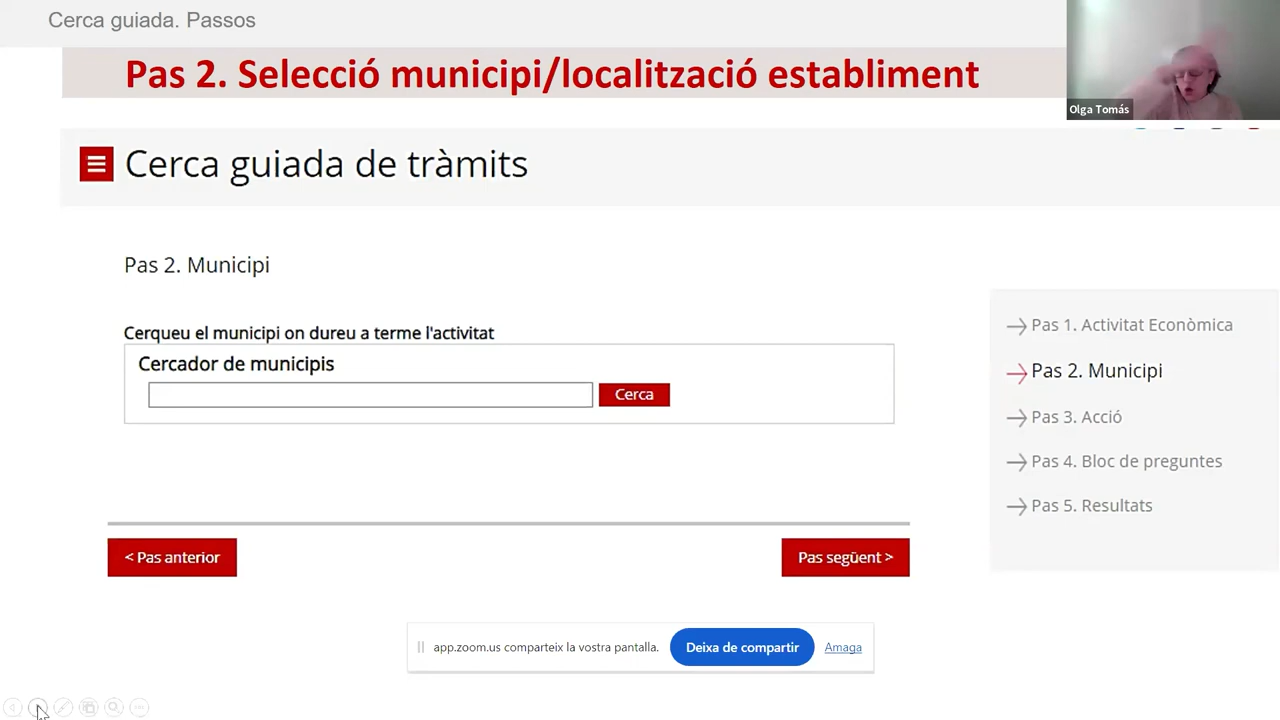 Cerca guiada. Passos
Pas 2. Selecció municipi/localització establiment
Olga Tomás
Cerca guiada de tràmits
Pas 2. Municipi
Cerqueu el municipi on dureu a terme l'activitat
Cercador de municipis
Cerca
Pas 1. Activitat Econòmica
Pas 2. Municipi
Pas 3. Acció
Pas 4. Bloc de preguntes
Pas 5. Resultats
< Pas anterior
Pas següent >
app.zoom.us comparteix la vostra pantalla.
Deixa de compartir
Amaga